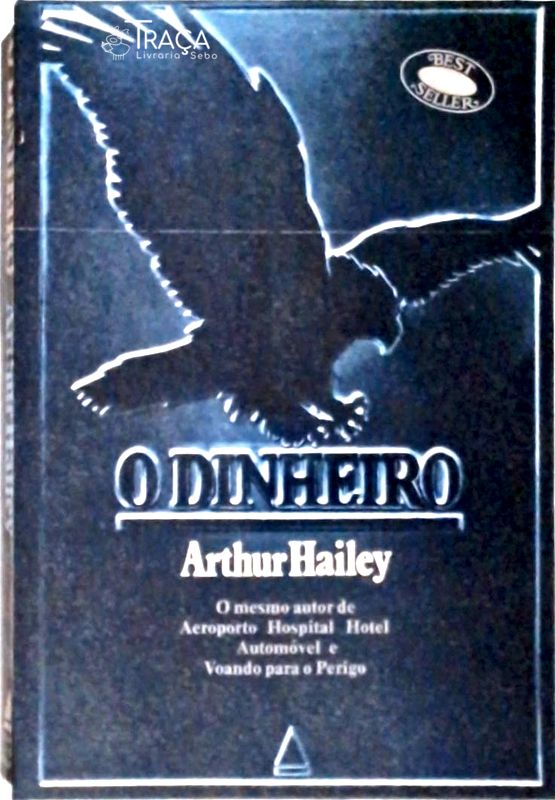 TRAÇA
Livraria Sebo
BEST
SELLER
O DINHEIRO
Arthur Hailey
O mesmo autor de
Aeroporto Hospital Hotel
Automóvel e
Voando para o Perigo